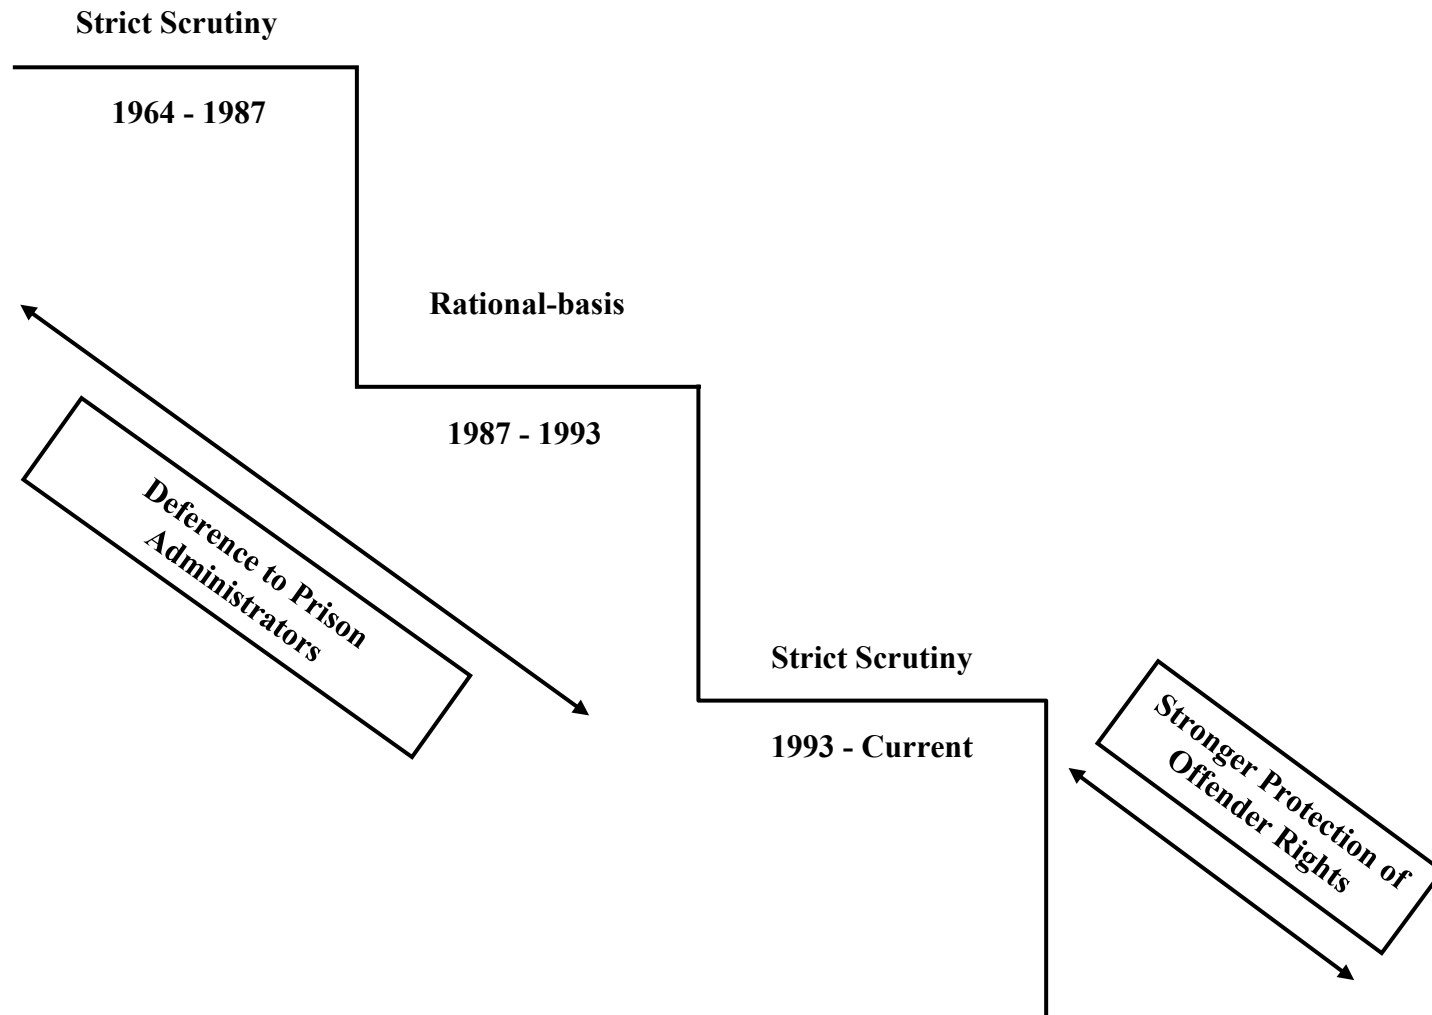 Strict Scrutiny
1964 - 1987
Rational-basis
1987 - 1993
Deference to Prison
Administrators
Strict Scrutiny
1993 - Current
Stronger Protection of
Offender Rights